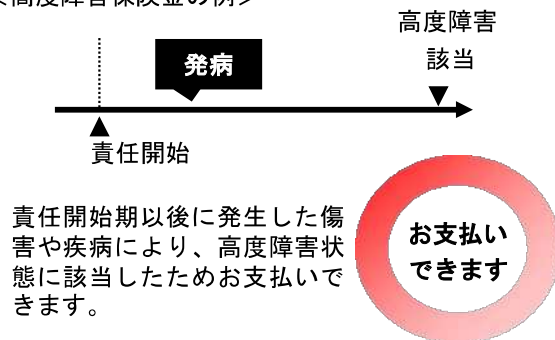 ＜高度障害保険金の例＞
高度障害
該当
発病
責任開始
責任開始期以後に発生した傷
害や疾病により、高度障害状
態に該当したためお支払いで
きます。
お支払い
できます